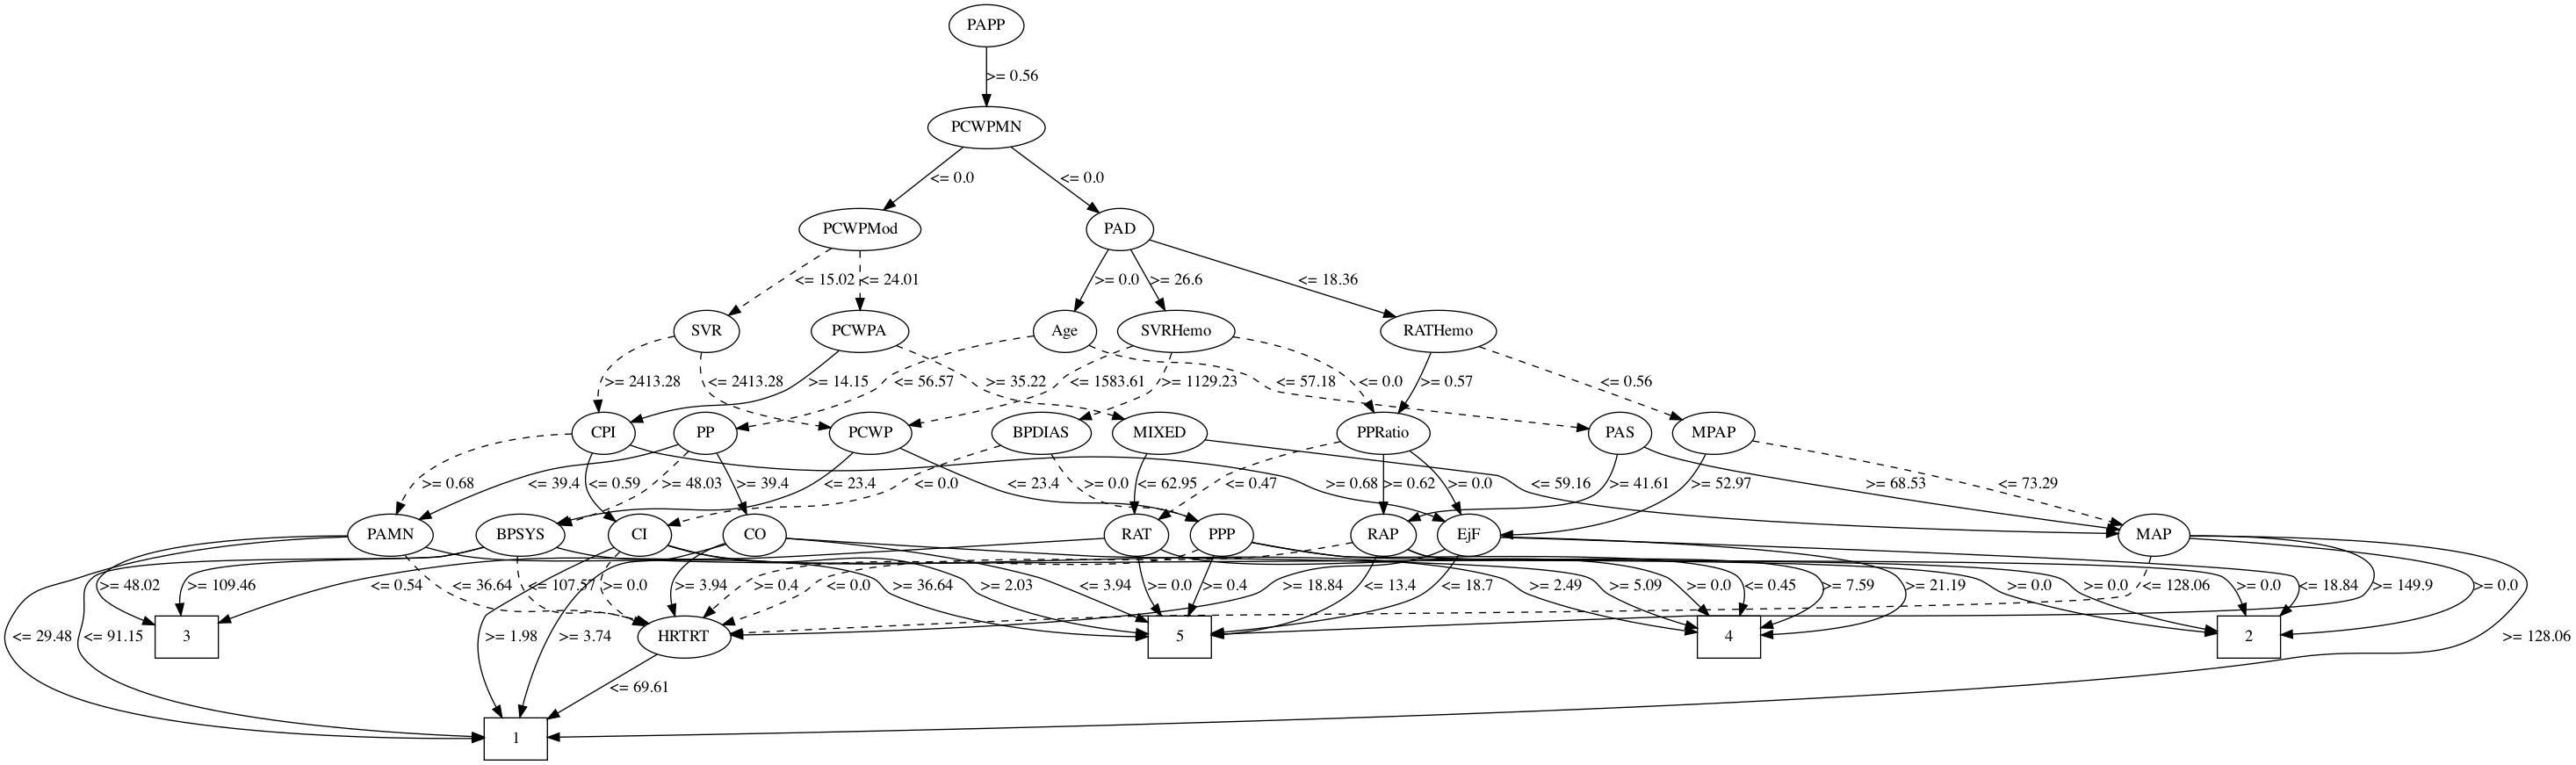 PAPP
>= 0.56
PCWPMN
<= 0.0 <= 0.0
PCWPMod PAD
<= 15.02 <= 24.01 >= 0.0 >= 26.6 <= 18.36
SVR PCWPA Age SVRHemo RATHemo
>= 2413.28 <= 2413.28 >= 14.15 <= 56.57 >= 35.22 <= 1583.61 >= 1129.23 <= 57.18 <= 0.0 >= 0.57 <= 0.56
CPI PP PCWP BPDIAS MIXED PPRatio PAS MPAP
>= 0.68 <= 39.4 <= 0.59 >= 48.03 >= 39.4 <= 23.4 <= 0.0 <= 23.4 >= 0.0 <= 62.95 <= 0.47 >= 0.68 >= 0.62 >= 0.0 <= 59.16 >= 41.61 >= 52.97 >= 68.53 <= 73.29
PAMN BPSYS CI CO RAT PPP RAP EjF MAP
>= 48.02 >= 109.46 <= 0.54 <= 36.64 <= 107.57 >= 0.0 >= 3.94 >= 0.4 <= 0.0 >= 36.64 >= 2.03 <= 3.94 >= 0.0 >= 0.4 >= 18.84 <= 13.4 <= 18.7 >= 2.49 >= 5.09 >= 0.0 <= 0.45 >= 7.59 >= 21.19 >= 0.0 >= 0.0 <= 128.06 >= 0.0 <= 18.84 >= 149.9 >= 0.0
<= 29.48 <= 91.15 3 >= 1.98 >= 3.74 HRTRT 5 4 2 >= 128.06
<= 69.61
1